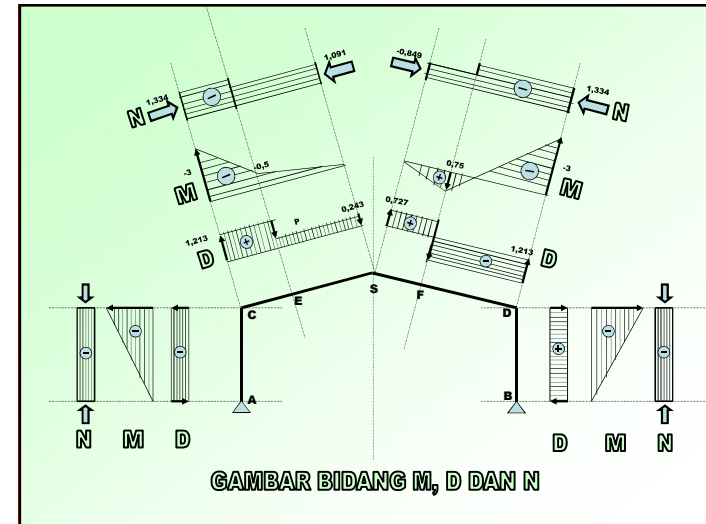 1,091
-0,849
1,334
1,334
N
N
-3
-0,5
0,75
-3
M
M
1,213
P
0,243
0,727
1,213
D
D
S
E
F
C
D
A
B
N M D
D M N
GAMBAR BIDANG M, D DAN N